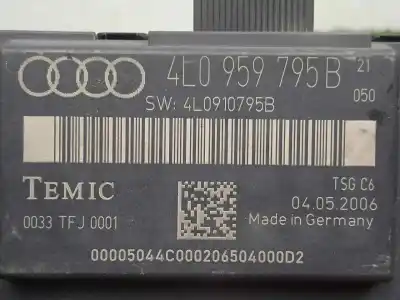 4L0 959 795 B 21
050
SW: 4L0910795B
TEMIC
TSG C6
04.05.2006
0033 TFJ 0001
Made in Germany
00005044C000206504000D2